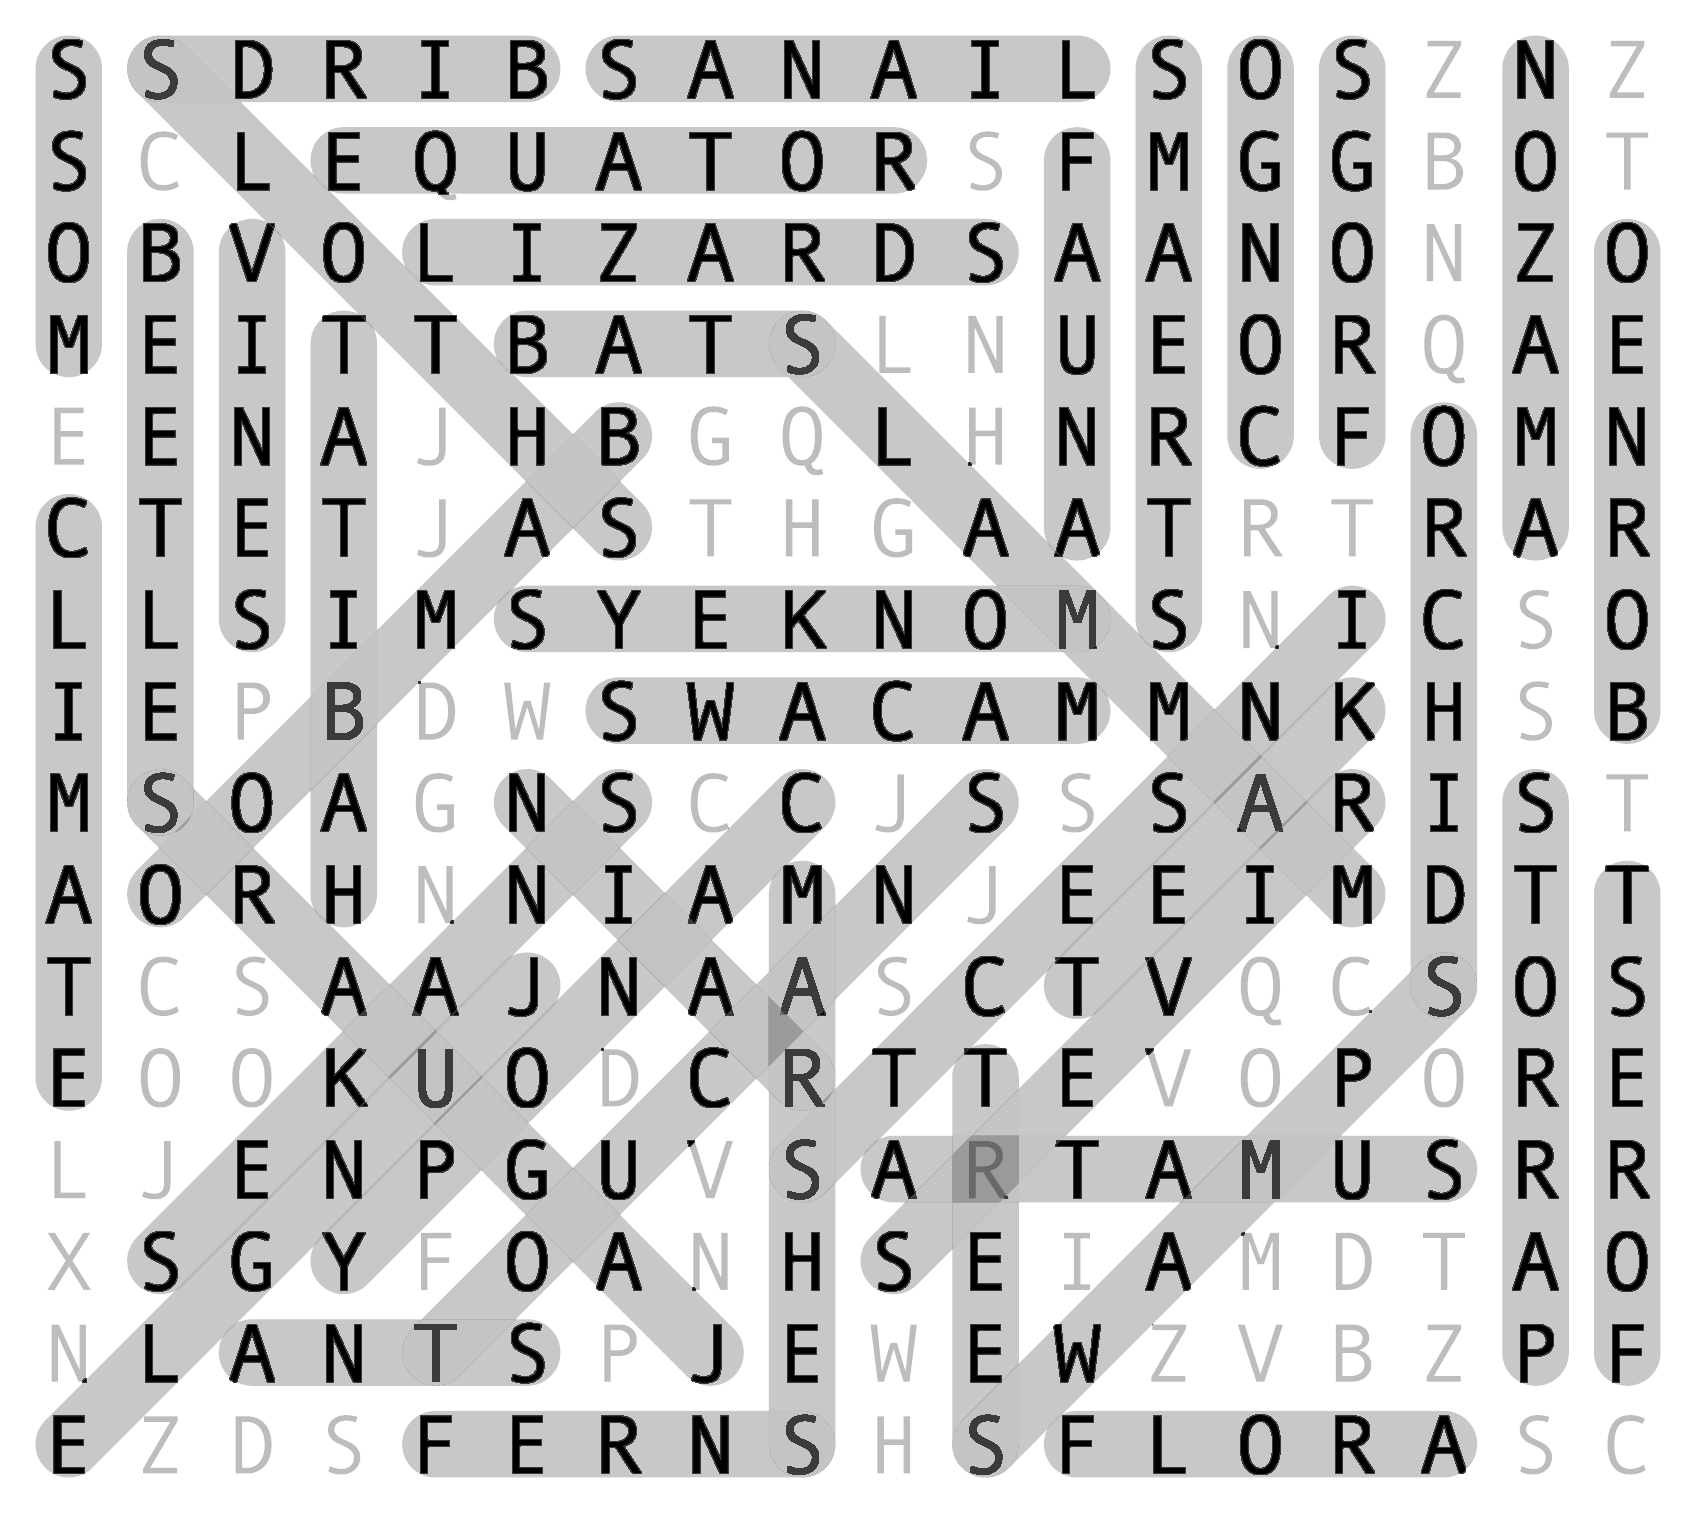 S S D R I B S A N A I L S O S Z N Z
S C L E Q U A T O R S F M G G B O T
O B V O L I Z A R D S A A N O N Z O
M E I T T B A T S L N U E O R Q A E
E E N A J H B G Q L H N R C F O M N
C T E T J A S T H G A A T R T R A R
L L S I M S Y E K N O M S N I C S O
I E P B D W S W A C A M M N K H S B
M S O A G N S C C J S S S A R I S T
A O R H N N I A M N J E E I M D T T
T C S A A J N A A S C T V Q C S O S
E O O K U O D C R T T E V O P O R E
L J E N P G U V S A R T A M U S R R
X S G Y F O A N H S E I A M D T A O
N L A N T S P J E W E W Z V B Z P F
E Z D S F E R N S H S F L O R A S C